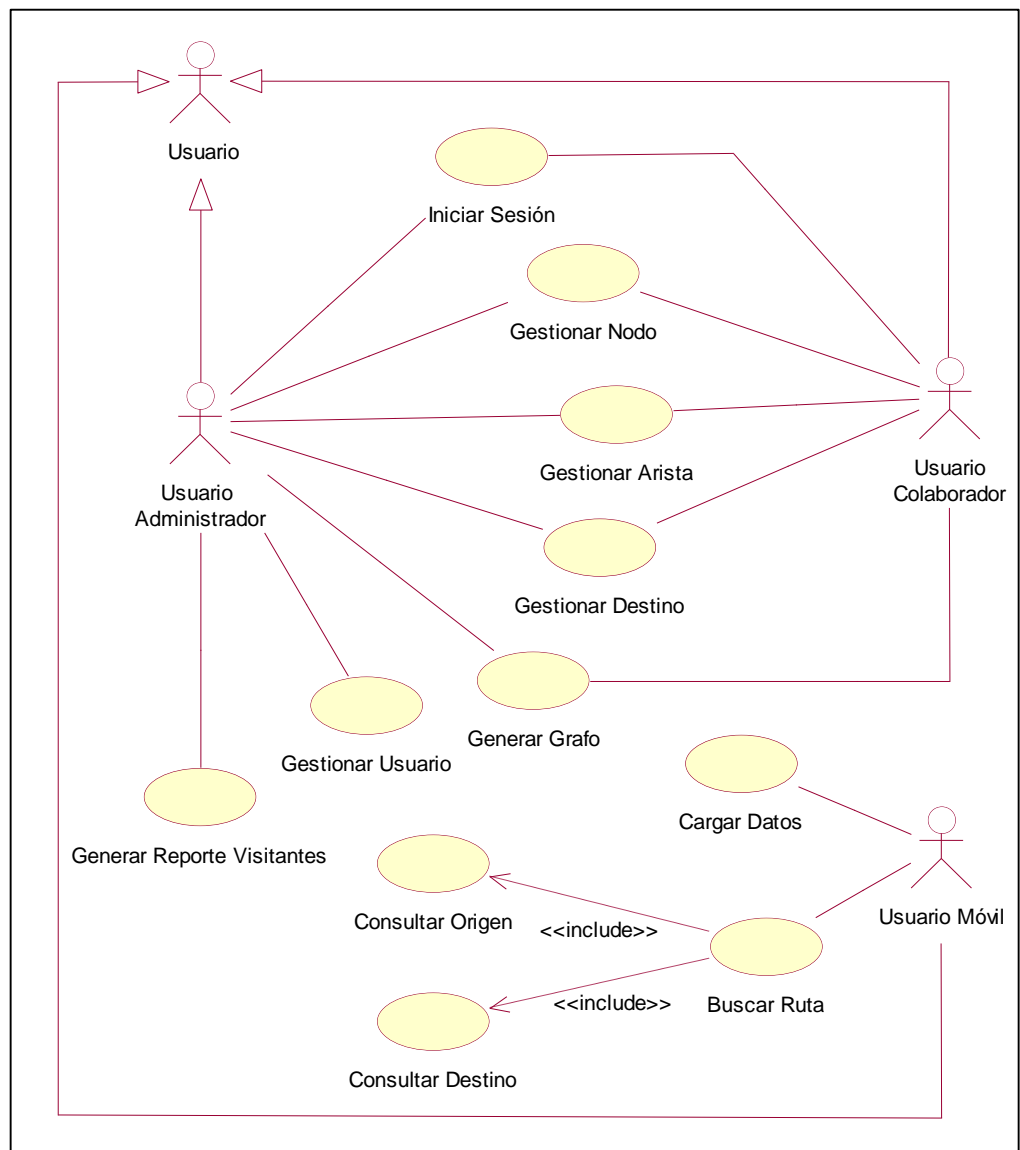 Usuario
Iniciar Sesión
Gestionar Nodo
Gestionar Arista
Usuario
Colaborador
Usuario
Administrador
Gestionar Destino
Generar Grafo
Gestionar Usuario
Cargar Datos
Generar Reporte Visitantes
Usuario Móvil
Consultar Origen
<<include>>
<<include>>
Buscar Ruta
Consultar Destino